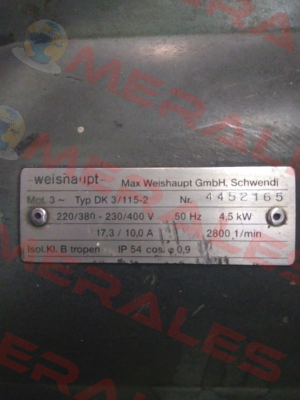 MERALES
-weishaupt- Max Weishaupt GmbH, Schwendi
Mot. 3~ Typ DK 3/115-2 Nr. 4452165
220/380 - 230/400 V 50 Hz 4,5 kW
17,3 / 10,0 A 2800 1/min
Isol.Kl. B tropen IP 54 cos. φ 0,9
MERALES